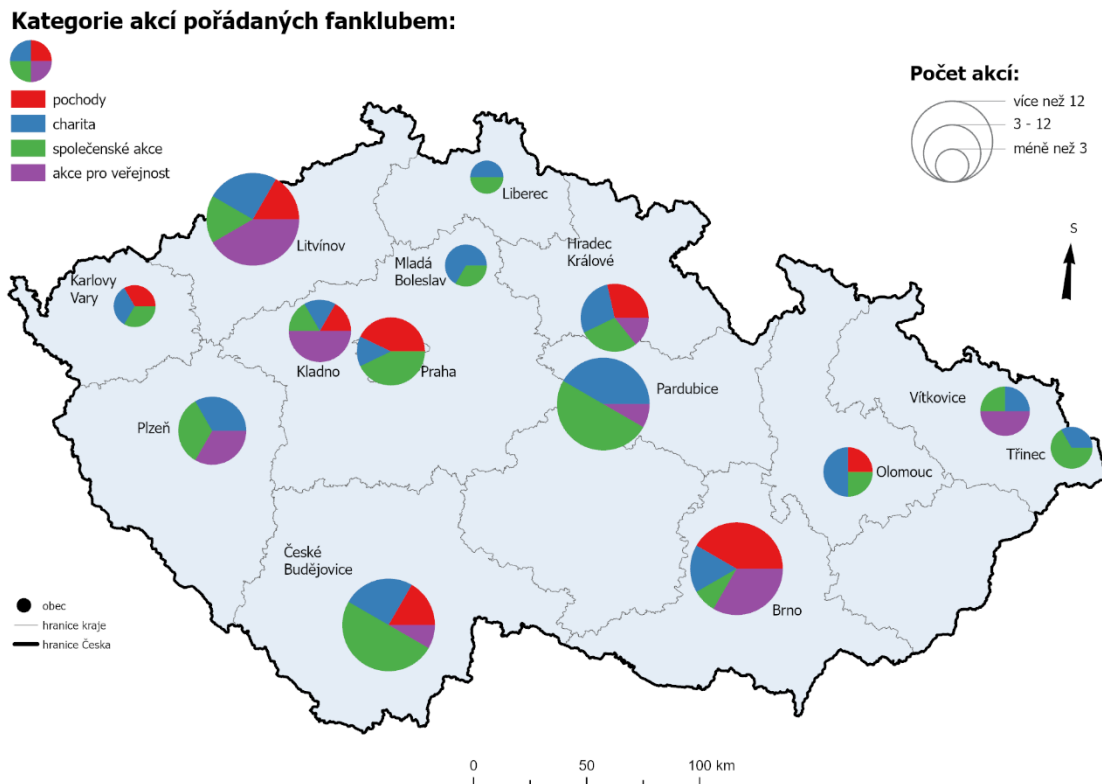 Kategorie akcí pořádaných fanklubem:
pochody
charita
společenské akce
akce pro veřejnost
Počet akcí:
více než 12
3 - 12
méně než 3
S
Liberec
Litvínov
Mladá
Boleslav
Hradec
Králové
Karlovy
Vary
Kladno
Praha
Pardubice
Vítkovice
Plzeň
Třinec
Olomouc
České
Budějovice
Brno
obec
hranice kraje
hranice Česka
0 50 100 km